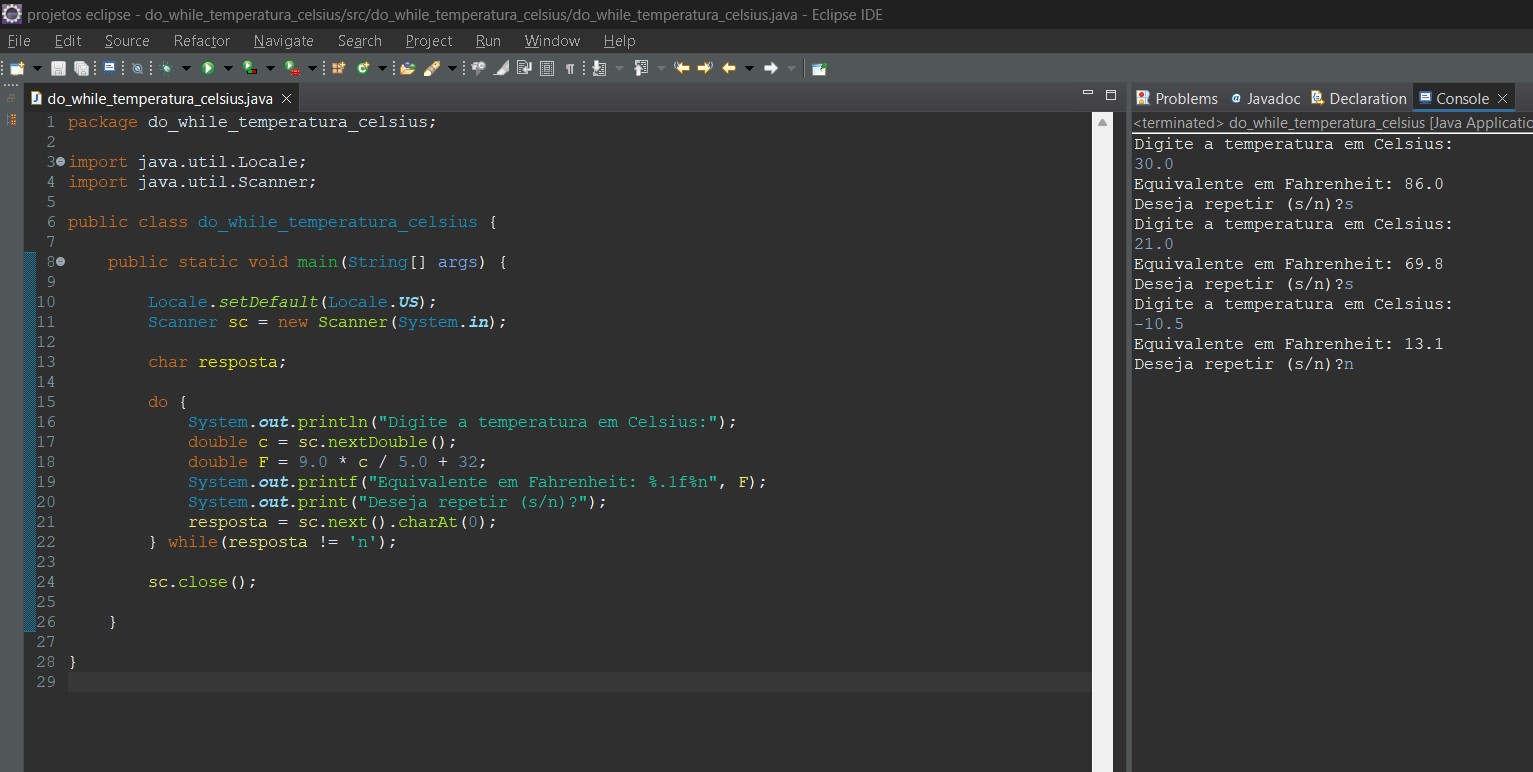 projetos eclipse - do_while_temperatura_celsius/src/do_while_temperatura_celsius/do_while_temperatura_celsius.java - Eclipse IDE
File Edit Source Refactor Navigate Search Project Run Window Help
do_while_temperatura_celsius.java
1 package do_while_temperatura_celsius;
2
3 import java.util.Locale;
4 import java.util.Scanner;
5
6 public class do_while_temperatura_celsius {
7
8 public static void main(String[] args) {
9
10 Locale.setDefault(Locale.US);
11 Scanner sc = new Scanner(System.in);
12
13 char resposta;
14
15 do {
16 System.out.println("Digite a temperatura em Celsius:");
17 double c = sc.nextDouble();
18 double F = 9.0 * c / 5.0 + 32;
19 System.out.printf("Equivalente em Fahrenheit: %.1f%n", F);
20 System.out.print("Deseja repetir (s/n)?");
21 resposta = sc.next().charAt(0);
22 } while(resposta != 'n');
23
24 sc.close();
25
26 }
27
28 }
29
Problems Javadoc Declaration Console
<terminated> do_while_temperatura_celsius [Java Applicatio
Digite a temperatura em Celsius:
30.0
Equivalente em Fahrenheit: 86.0
Deseja repetir (s/n)?s
Digite a temperatura em Celsius:
21.0
Equivalente em Fahrenheit: 69.8
Deseja repetir (s/n)?s
Digite a temperatura em Celsius:
-10.5
Equivalente em Fahrenheit: 13.1
Deseja repetir (s/n)?n